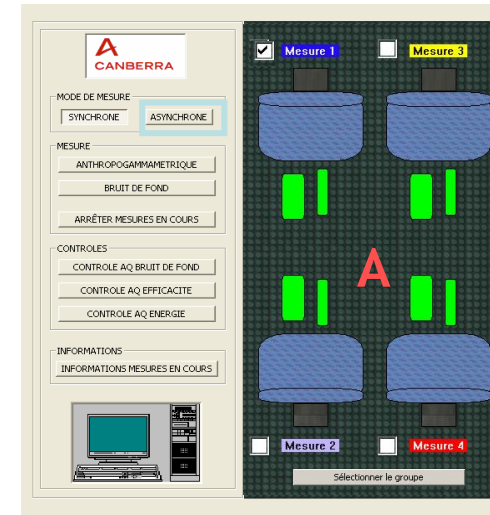 CANBERRA
MODE DE MESURE
SYNCHRONE
ASYNCHRONE
MESURE
ANTHROPOGAMMAMETRIQUE
BRUIT DE FOND
ARRÊTER MESURES EN COURS
CONTROLES
CONTROLE AQ BRUIT DE FOND
CONTROLE AQ EFFICACITE
CONTROLE AQ ENERGIE
INFORMATIONS
INFORMATIONS MESURES EN COURS
Mesure 1
Mesure 3
A
Mesure 2
Mesure 4
Sélectionner le groupe